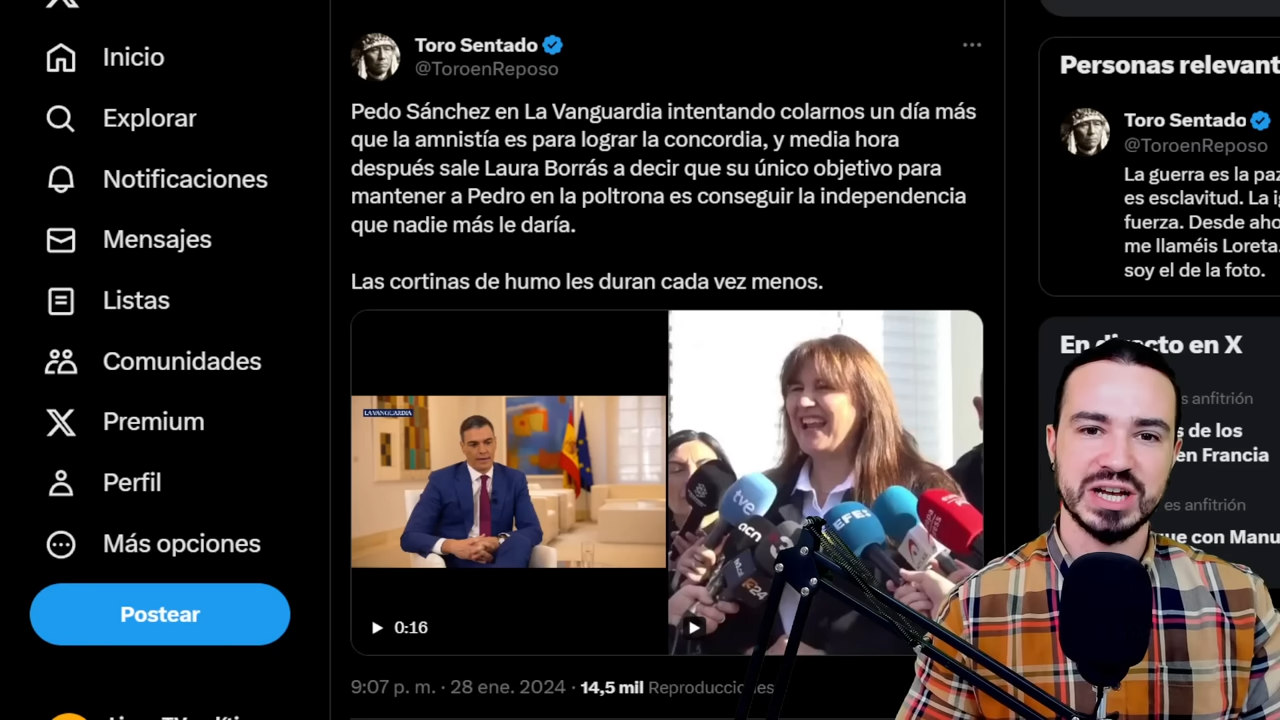 Inicio
Explorar
Notificaciones
Mensajes
Listas
Comunidades
Premium
Perfil
Más opciones
Postear
Toro Sentado
@ToroenReposo
Pedo Sánchez en La Vanguardia intentando colarnos un día más
que la amnistía es para lograr la concordia, y media hora
después sale Laura Borrás a decir que su único objetivo para
mantener a Pedro en la poltrona es conseguir la independencia
que nadie más le daría.
Las cortinas de humo les duran cada vez menos.
LA VANGUARDIA
tve
acn
EFE
324
0:16
9:07 p. m. · 28 ene. 2024 · 14,5 mil Reproducciones
Personas relevant
Toro Sentado
@ToroenReposo
La guerra es la paz
es esclavitud. La ig
fuerza. Desde aho
me llaméis Loreta.
soy el de la foto.
En directo en X
s anfitrión
s de los
en Francia
es anfitrión
ue con Manu